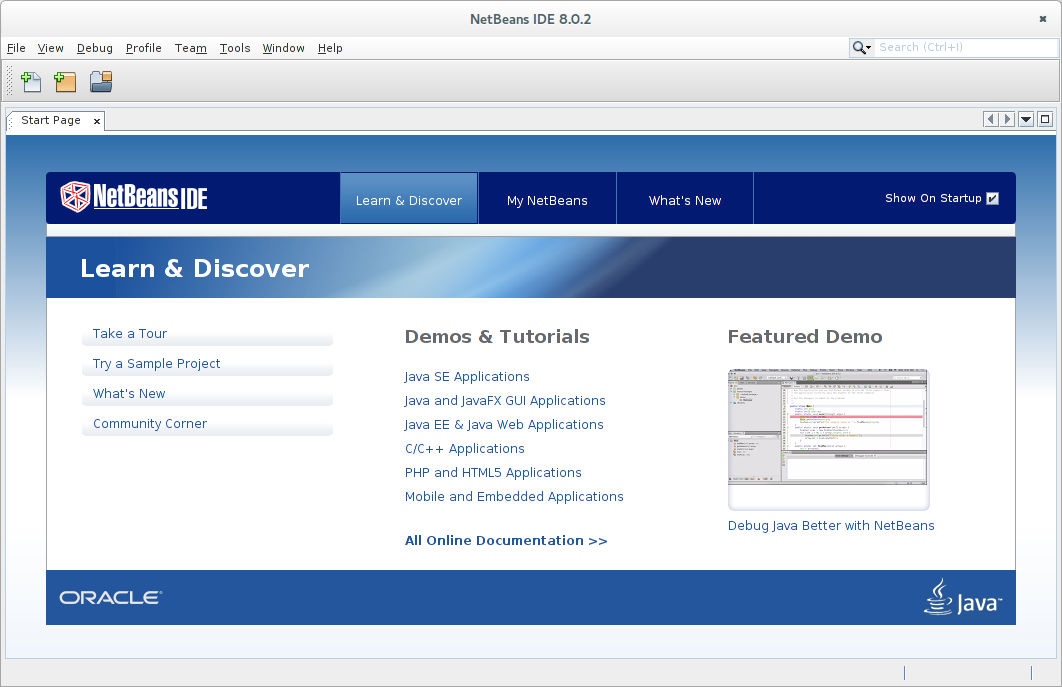 NetBeans IDE 8.0.2
File View Debug Profile Team Tools Window Help
Search (Ctrl+I)
Start Page
NetBeans IDE
Learn & Discover
My NetBeans
What's New
Show On Startup
Learn & Discover
Take a Tour
Try a Sample Project
What's New
Community Corner
Demos & Tutorials
Java SE Applications
Java and JavaFX GUI Applications
Java EE & Java Web Applications
C/C++ Applications
PHP and HTML5 Applications
Mobile and Embedded Applications
All Online Documentation >>
Featured Demo
Debug Java Better with NetBeans
ORACLE
Java™